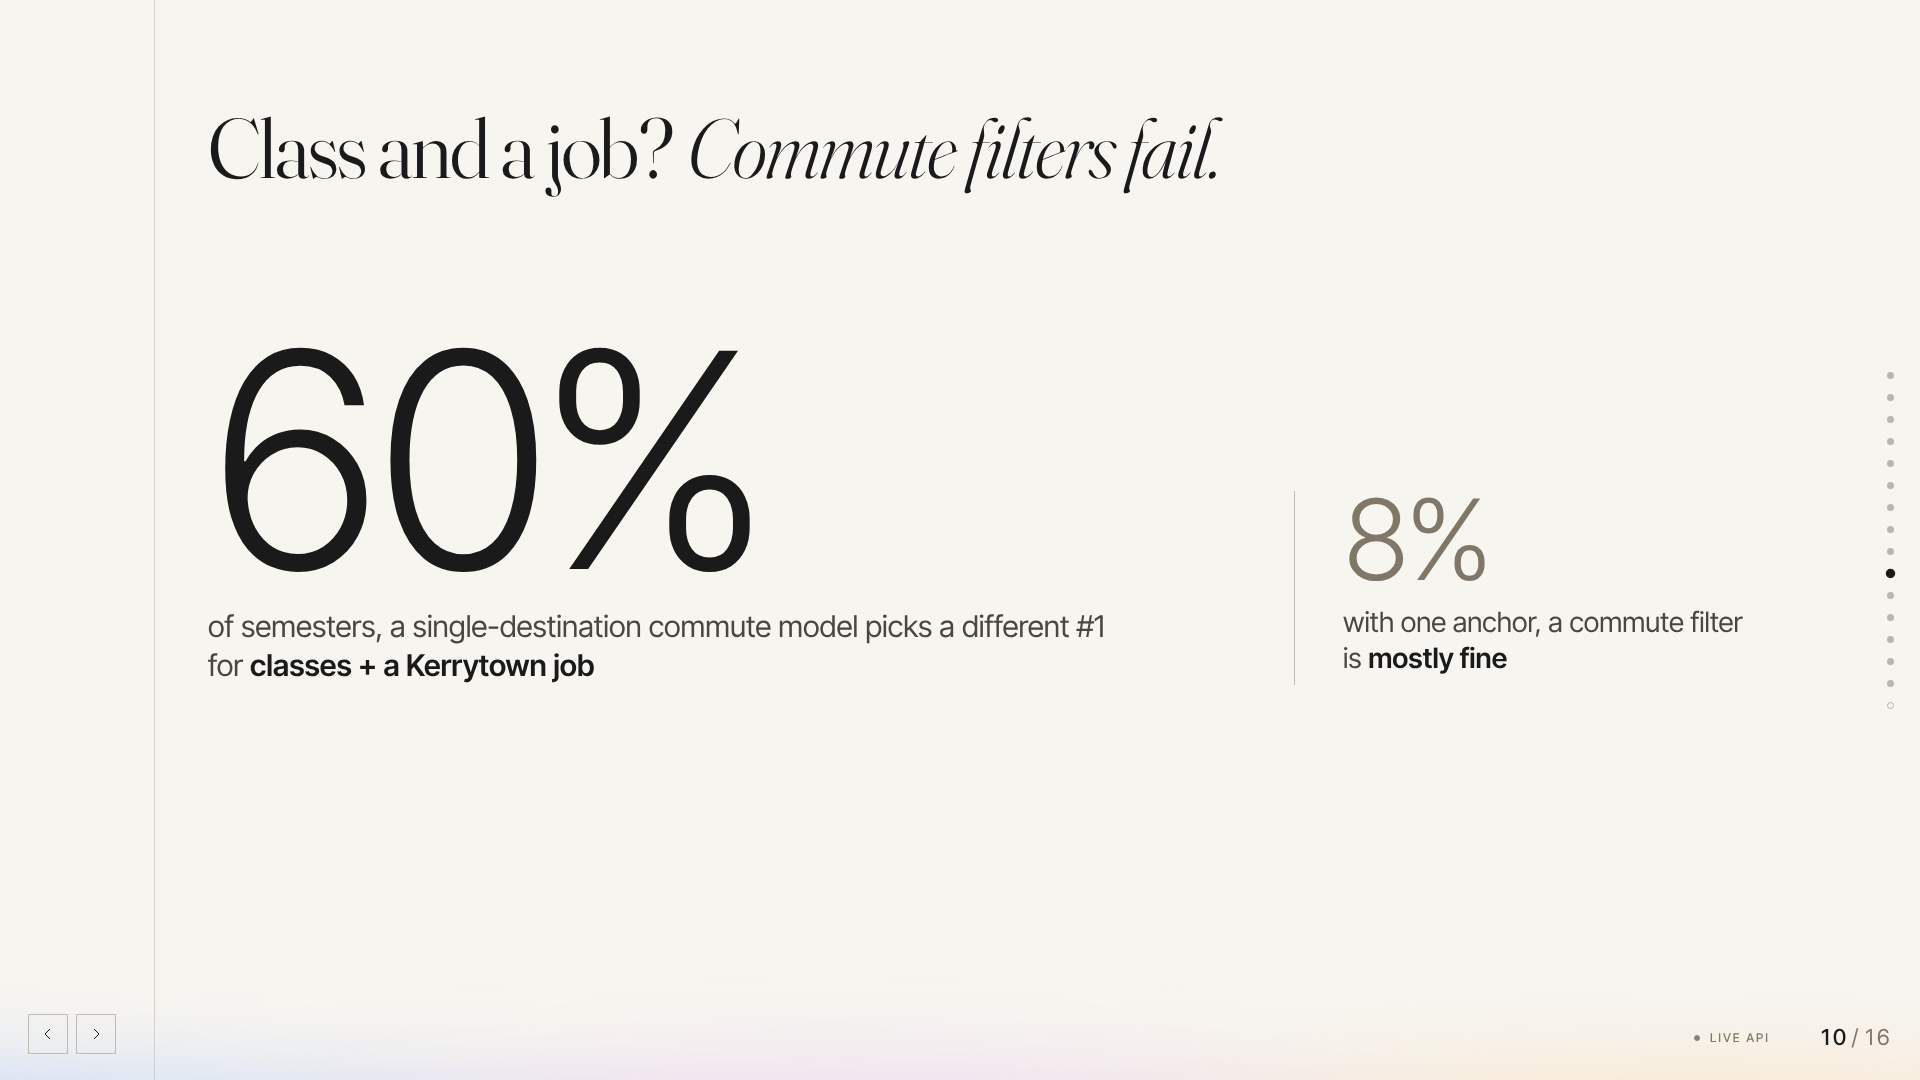 Class and a job? Commute filters fail.
60%
of semesters, a single-destination commute model picks a different #1
for classes + a Kerrytown job
8%
with one anchor, a commute filter
is mostly fine
LIVE API
10 / 16